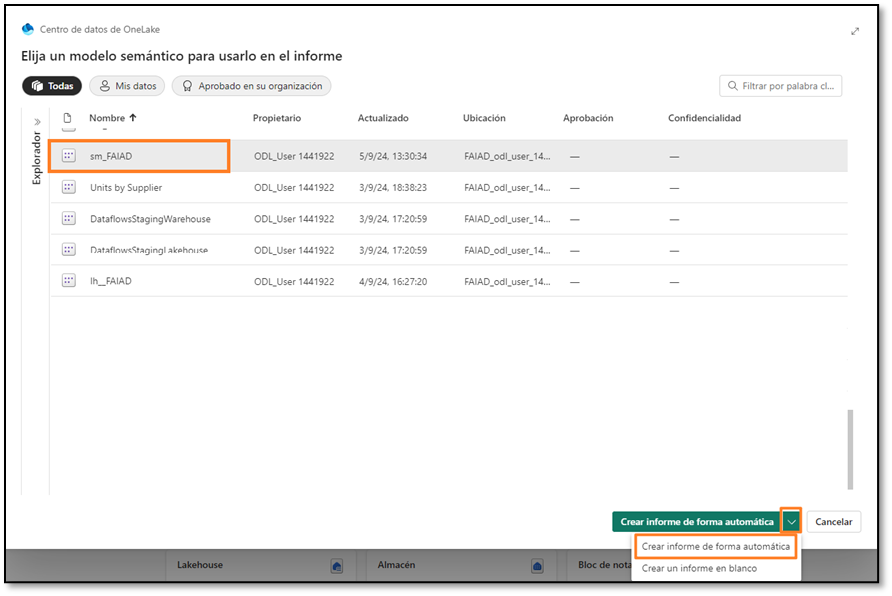 Centro de datos de OneLake
Elija un modelo semántico para usarlo en el informe
Todas Mis datos Aprobado en su organización Filtrar por palabra cl...
Explorador
Nombre Propietario Actualizado Ubicación Aprobación Confidencialidad
sm_FAIAD ODL_User 1441922 5/9/24, 13:30:34 FAIAD_odl_user_14... — —
Units by Supplier ODL_User 1441922 3/9/24, 18:38:23 FAIAD_odl_user_14... — —
DataflowsStagingWarehouse ODL_User 1441922 3/9/24, 17:20:59 FAIAD_odl_user_14... — —
DataflowsStagingLakehouse ODL_User 1441922 3/9/24, 17:20:59 FAIAD_odl_user_14... — —
lh_FAIAD ODL_User 1441922 4/9/24, 16:27:20 FAIAD_odl_user_14... — —
Crear informe de forma automática Cancelar
Crear informe de forma automática
Crear un informe en blanco
Lakehouse Almacén Bloc de nota